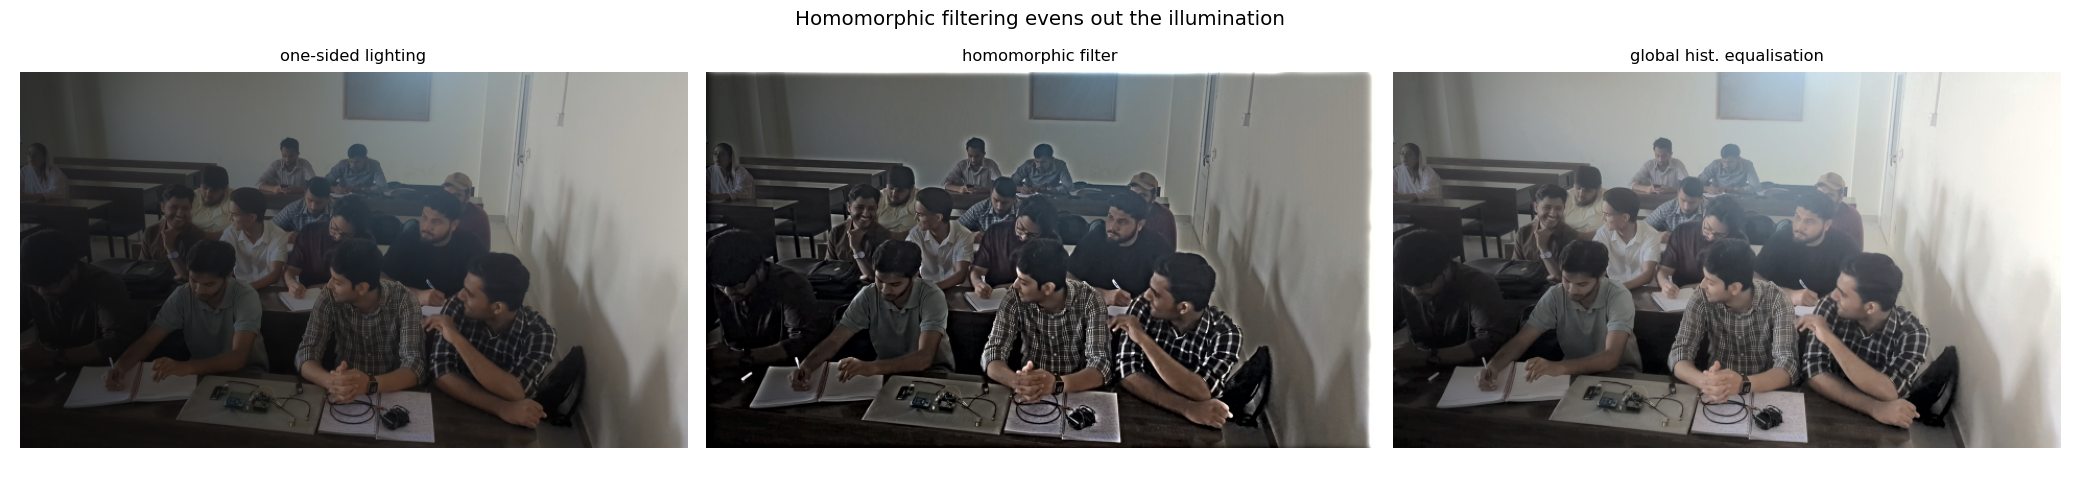 Homomorphic filtering evens out the illumination
one-sided lighting
homomorphic filter
global hist. equalisation